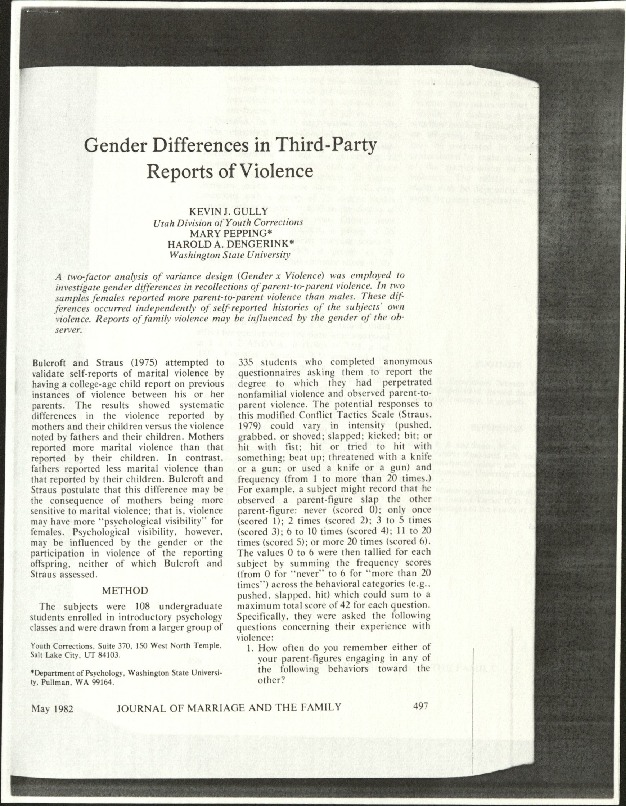 Gender Differences in Third-Party
Reports of Violence
KEVIN J. GULLY
Utah Division of Youth Corrections
MARY PEPPING*
HAROLD A. DENGERINK*
Washington State University
A two-factor analysis of variance design (Gender x Violence) was employed to
investigate gender differences in recollections of parent-to-parent violence. In two
samples females reported more parent-to-parent violence than males. These dif-
ferences occurred independently of self-reported histories of the subjects' own
violence. Reports of family violence may be influenced by the gender of the ob-
server.
Bulcroft and Straus (1975) attempted to
validate self-reports of marital violence by
having a college-age child report on previous
instances of violence between his or her
parents. The results showed systematic
differences in the violence reported by
mothers and their children versus the violence
noted by fathers and their children. Mothers
reported more marital violence than that
reported by their children. In contrast,
fathers reported less marital violence than
that reported by their children. Bulcroft and
Straus postulate that this difference may be
the consequence of mothers being more
sensitive to marital violence; that is, violence
may have more "psychological visibility" for
females. Psychological visibility, however,
may be influenced by the gender or the
participation in violence of the reporting
offspring, neither of which Bulcroft and
Straus assessed.
METHOD
The subjects were 108 undergraduate
students enrolled in introductory psychology
classes and were drawn from a larger group of
Youth Corrections, Suite 370, 150 West North Temple,
Salt Lake City, UT 84103.
*Department of Psychology, Washington State Universi-
ty, Pullman, WA 99164.
335 students who completed anonymous
questionnaires asking them to report the
degree to which they had perpetrated
nonfamilial violence and observed parent-to-
parent violence. The potential responses to
this modified Conflict Tactics Scale (Straus,
1979) could vary in intensity (pushed,
grabbed, or shoved; slapped; kicked; bit; or
hit with fist; hit or tried to hit with
something; beat up; threatened with a knife
or a gun; or used a knife or a gun) and
frequency (from 1 to more than 20 times.)
For example, a subject might record that he
observed a parent-figure slap the other
parent-figure: never (scored 0); only once
(scored 1); 2 times (scored 2); 3 to 5 times
(scored 3); 6 to 10 times (scored 4); 11 to 20
times (scored 5); or more 20 times (scored 6).
The values 0 to 6 were then tallied for each
subject by summing the frequency scores
(from 0 for "never" to 6 for "more than 20
times") across the behavioral categories (e.g.,
pushed, slapped, hit) which could sum to a
maximum total score of 42 for each question.
Specifically, they were asked the following
questions concerning their experience with
violence:
1. How often do you remember either of
your parent-figures engaging in any of
the following behaviors toward the
other?
May 1982 JOURNAL OF MARRIAGE AND THE FAMILY 497